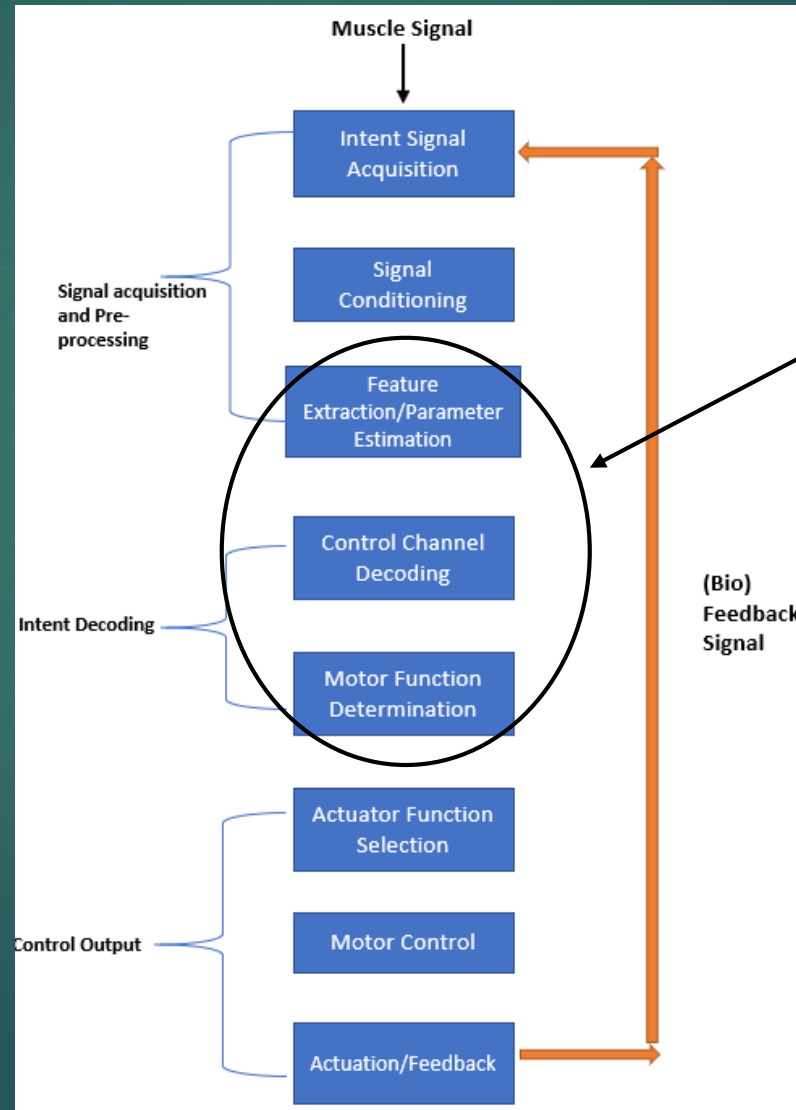 Muscle Signal
Intent Signal
Acquisition
Signal
Conditioning
Signal acquisition
and Pre-
processing
Feature
Extraction/Parameter
Estimation
Control Channel
Decoding
(Bio)
Feedback
Signal
Intent Decoding
Motor Function
Determination
Actuator Function
Selection
Motor Control
Control Output
Actuation/Feedback